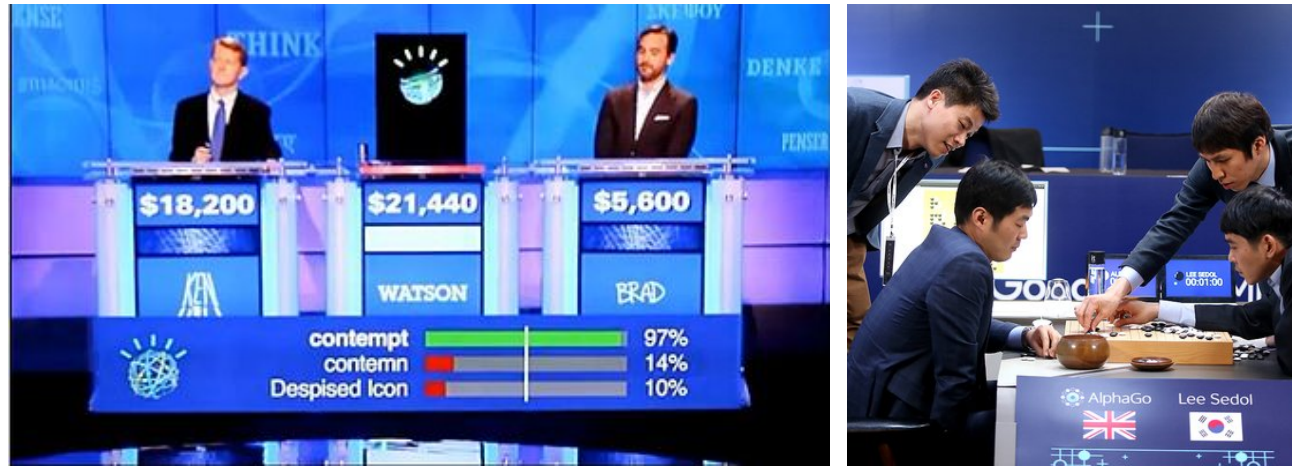 THINK
DENKE
PENSER
$18,200
$21,440
$5,600
KEN
WATSON
BRAD
contempt 97%
contemn 14%
Despised Icon 10%
LEE SEDOL
00:01:00
AlphaGo Lee Sedol